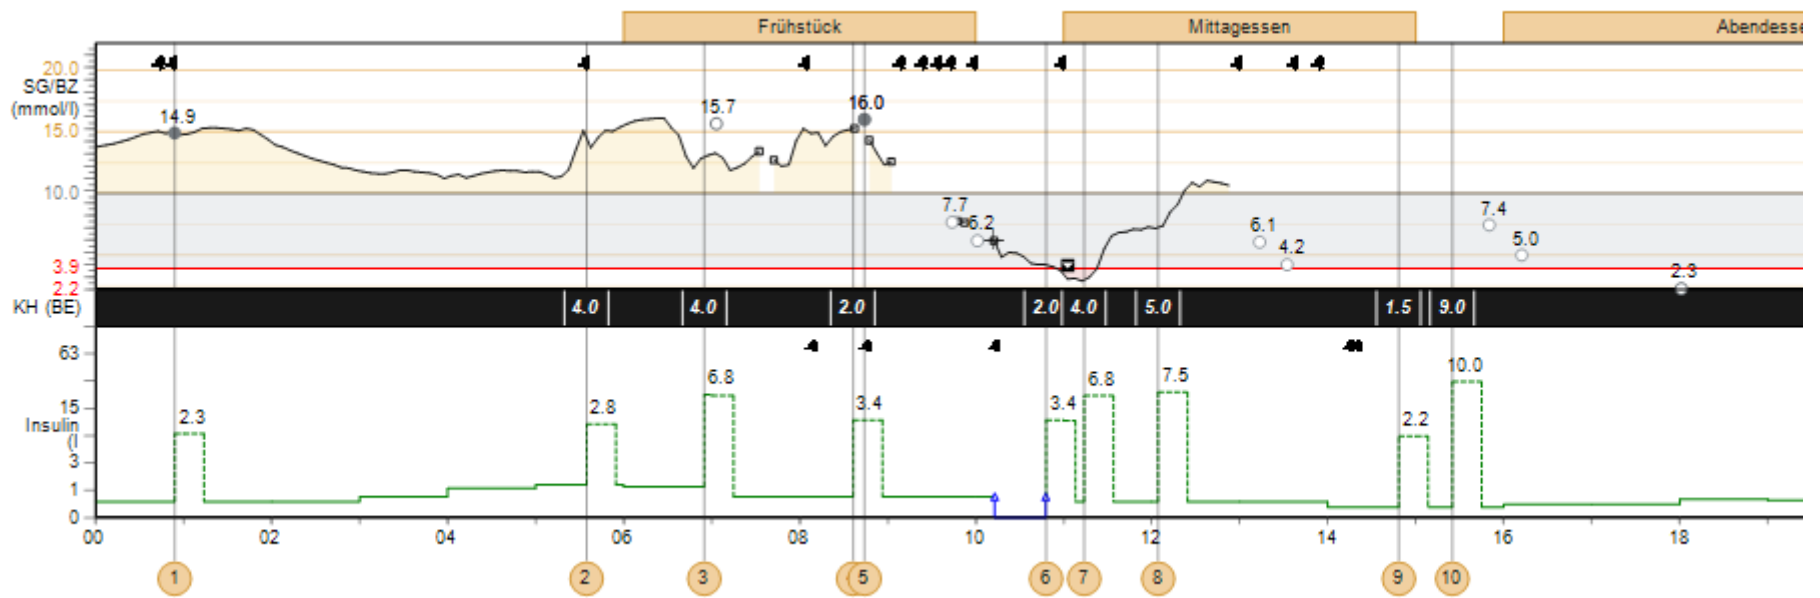 Frühstück Mittagessen Abendesse
20.0
SG/BZ
(mmol/l)
15.7 16.0
14.9
15.0
10.0
7.7 7.4
6.2 6.1 5.0
4.2
3.9 2.3
2.2
KH (BE) 4.0 4.0 2.0 2.0 4.0 5.0 1.5 9.0
63
10.0
6.8 6.8 7.5
15 2.8 3.4 3.4
2.3 2.2
Insulin
(I
3
1
0
00 02 04 06 08 10 12 14 16 18
1 2 3 5 6 7 8 9 10